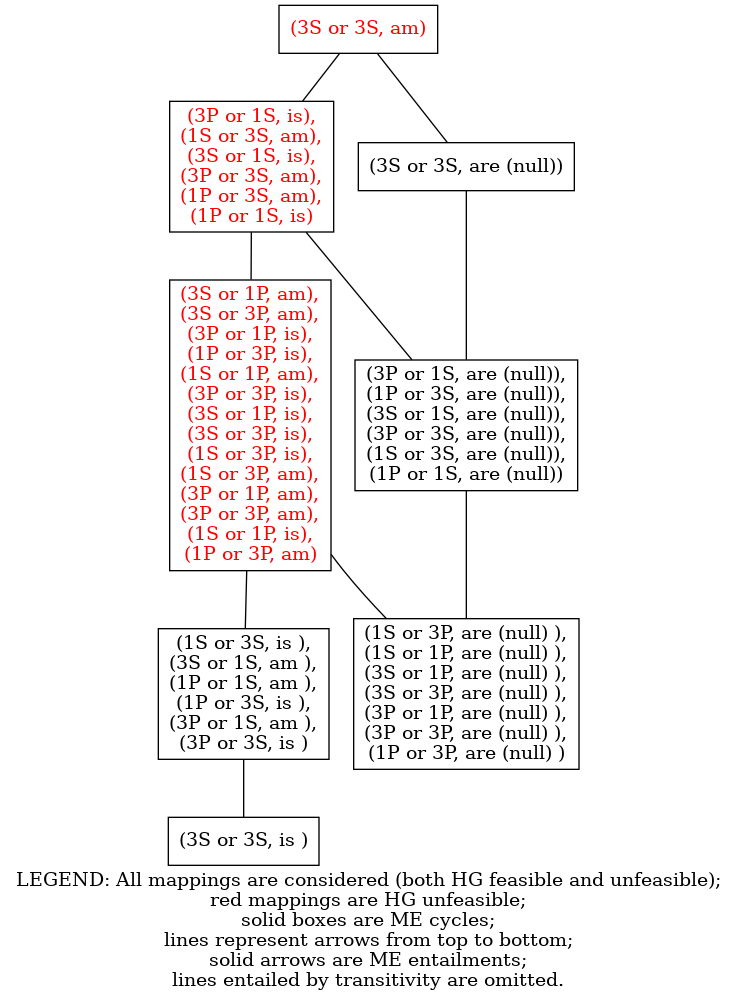 (3S or 3S, am)
(3P or 1S, is),
(1S or 3S, am),
(3S or 1S, is),
(3P or 3S, am),
(1P or 3S, am),
(1P or 1S, is)
(3S or 3S, are (null))
(3S or 1P, am),
(3S or 3P, am),
(3P or 1P, is),
(1P or 3P, is),
(1S or 1P, am),
(3P or 3P, is),
(3S or 1P, is),
(3S or 3P, is),
(1S or 3P, is),
(1S or 3P, am),
(3P or 1P, am),
(3P or 3P, am),
(1S or 1P, is),
(1P or 3P, am)
(3P or 1S, are (null)),
(1P or 3S, are (null)),
(3S or 1S, are (null)),
(3P or 3S, are (null)),
(1S or 3S, are (null)),
(1P or 1S, are (null))
(1S or 3S, is ),
(3S or 1S, am ),
(1P or 1S, am ),
(1P or 3S, is ),
(3P or 1S, am ),
(3P or 3S, is )
(1S or 3P, are (null) ),
(1S or 1P, are (null) ),
(3S or 1P, are (null) ),
(3S or 3P, are (null) ),
(3P or 1P, are (null) ),
(3P or 3P, are (null) ),
(1P or 3P, are (null) )
(3S or 3S, is )
LEGEND: All mappings are considered (both HG feasible and unfeasible);
red mappings are HG unfeasible;
solid boxes are ME cycles;
lines represent arrows from top to bottom;
solid arrows are ME entailments;
lines entailed by transitivity are omitted.